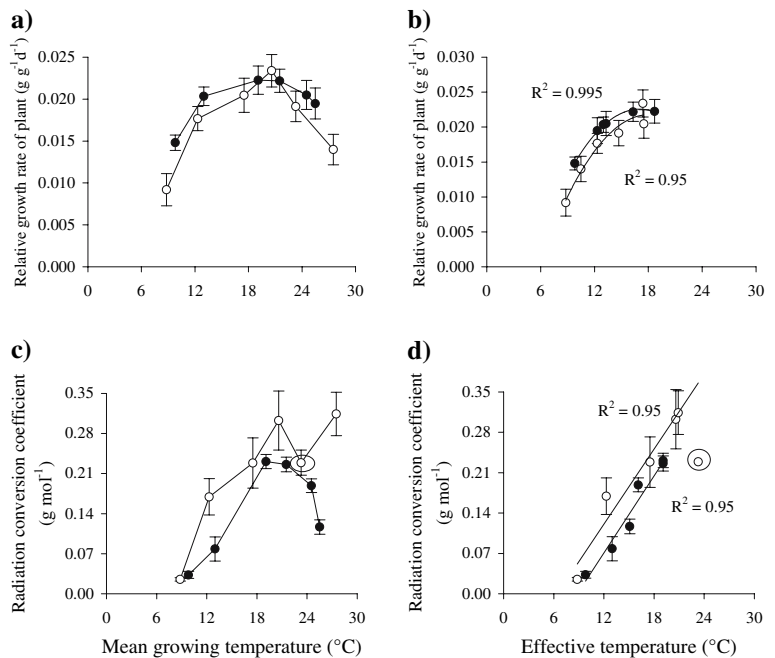 a)
Relative growth rate of plant (g g⁻¹d⁻¹)
0.025
0.020
0.015
0.010
0.005
0.000
0 6 12 18 24 30
b)
Relative growth rate of plant (g g⁻¹d⁻¹)
0.030
0.025
0.020
0.015
0.010
0.005
0.000
R² = 0.995
R² = 0.95
0 6 12 18 24 30
c)
Radiation conversion coefficient
(g mol⁻¹)
0.35
0.28
0.21
0.14
0.07
0.00
0 6 12 18 24 30
Mean growing temperature (°C)
d)
Radiation conversion coefficient
(g mol⁻¹)
0.35
0.28
0.21
0.14
0.07
0.00
R² = 0.95
R² = 0.95
0 6 12 18 24 30
Effective temperature (°C)